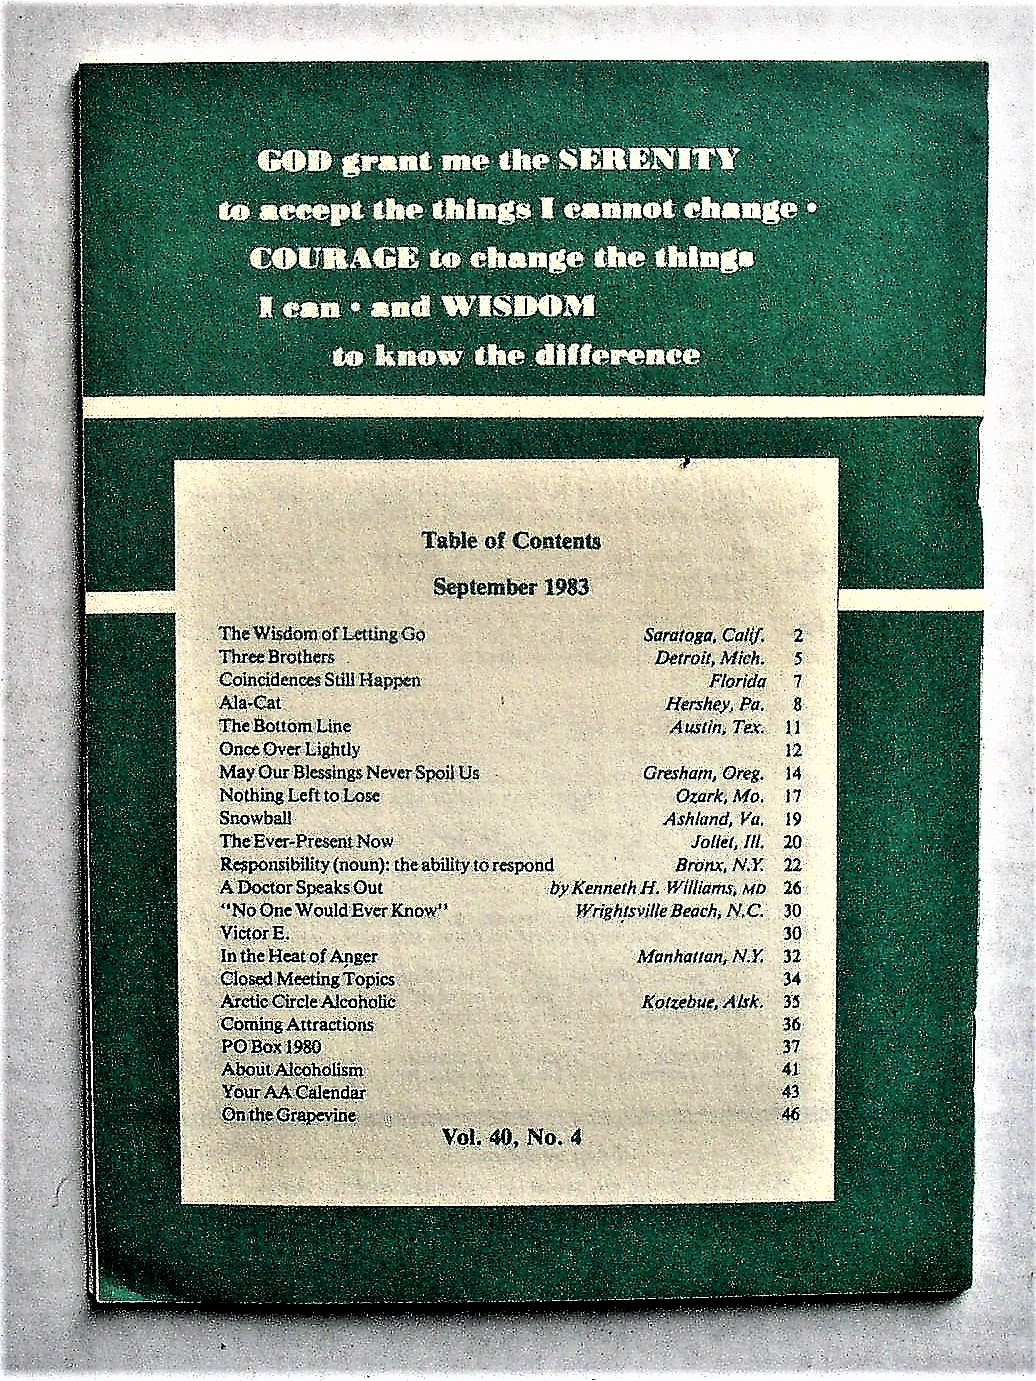 GOD grant me the SERENITY
to accept the things I cannot change •
COURAGE to change the things
I can • and WISDOM
to know the difference
Table of Contents
September 1983
The Wisdom of Letting Go Saratoga, Calif. 2
Three Brothers Detroit, Mich. 5
Coincidences Still Happen Florida 7
Ala-Cat Hershey, Pa. 8
The Bottom Line Austin, Tex. 11
Once Over Lightly 12
May Our Blessings Never Spoil Us Gresham, Oreg. 14
Nothing Left to Lose Ozark, Mo. 17
Snowball Ashland, Va. 19
The Ever-Present Now Joliet, Ill. 20
Responsibility (noun): the ability to respond Bronx, N.Y. 22
A Doctor Speaks Out by Kenneth H. Williams, MD 26
"No One Would Ever Know" Wrightsville Beach, N.C. 30
Victor E. 30
In the Heat of Anger Manhattan, N.Y. 32
Closed Meeting Topics 34
Arctic Circle Alcoholic Kotzebue, Alsk. 35
Coming Attractions 36
PO Box 1980 37
About Alcoholism 41
Your AA Calendar 43
On the Grapevine 46
Vol. 40, No. 4